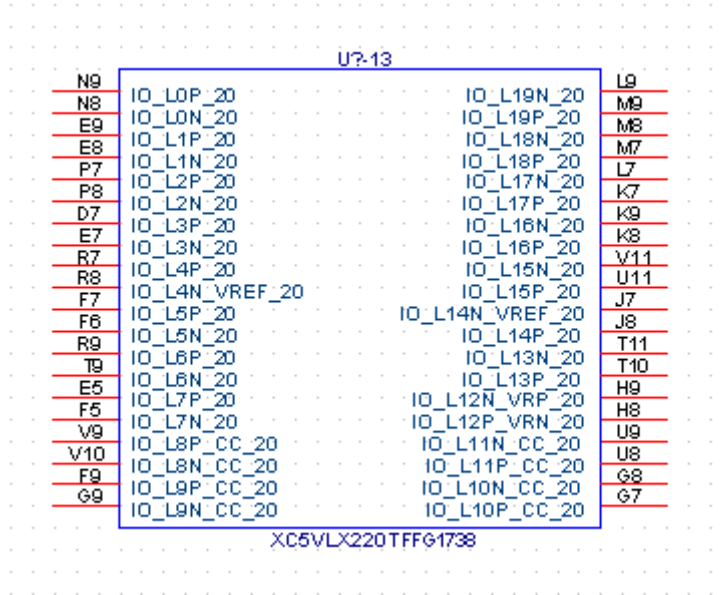 U?-13
N9 IO_L0P_20 IO_L19N_20 L9
N8 IO_L0N_20 IO_L19P_20 M9
E9 IO_L1P_20 IO_L18N_20 M8
E8 IO_L1N_20 IO_L18P_20 M7
P7 IO_L2P_20 IO_L17N_20 L7
P8 IO_L2N_20 IO_L17P_20 K7
D7 IO_L3P_20 IO_L16N_20 K9
E7 IO_L3N_20 IO_L16P_20 K8
R7 IO_L4P_20 IO_L15N_20 V11
R8 IO_L4N_VREF_20 IO_L15P_20 U11
F7 IO_L5P_20 IO_L14N_VREF_20 J7
F6 IO_L5N_20 IO_L14P_20 J8
R9 IO_L6P_20 IO_L13N_20 T11
T9 IO_L6N_20 IO_L13P_20 T10
E5 IO_L7P_20 IO_L12N_VRP_20 H9
F5 IO_L7N_20 IO_L12P_VRN_20 H8
V9 IO_L8P_CC_20 IO_L11N_CC_20 U9
V10 IO_L8N_CC_20 IO_L11P_CC_20 U8
F9 IO_L9P_CC_20 IO_L10N_CC_20 G8
G9 IO_L9N_CC_20 IO_L10P_CC_20 G7
XC5VLX220TFFG1738